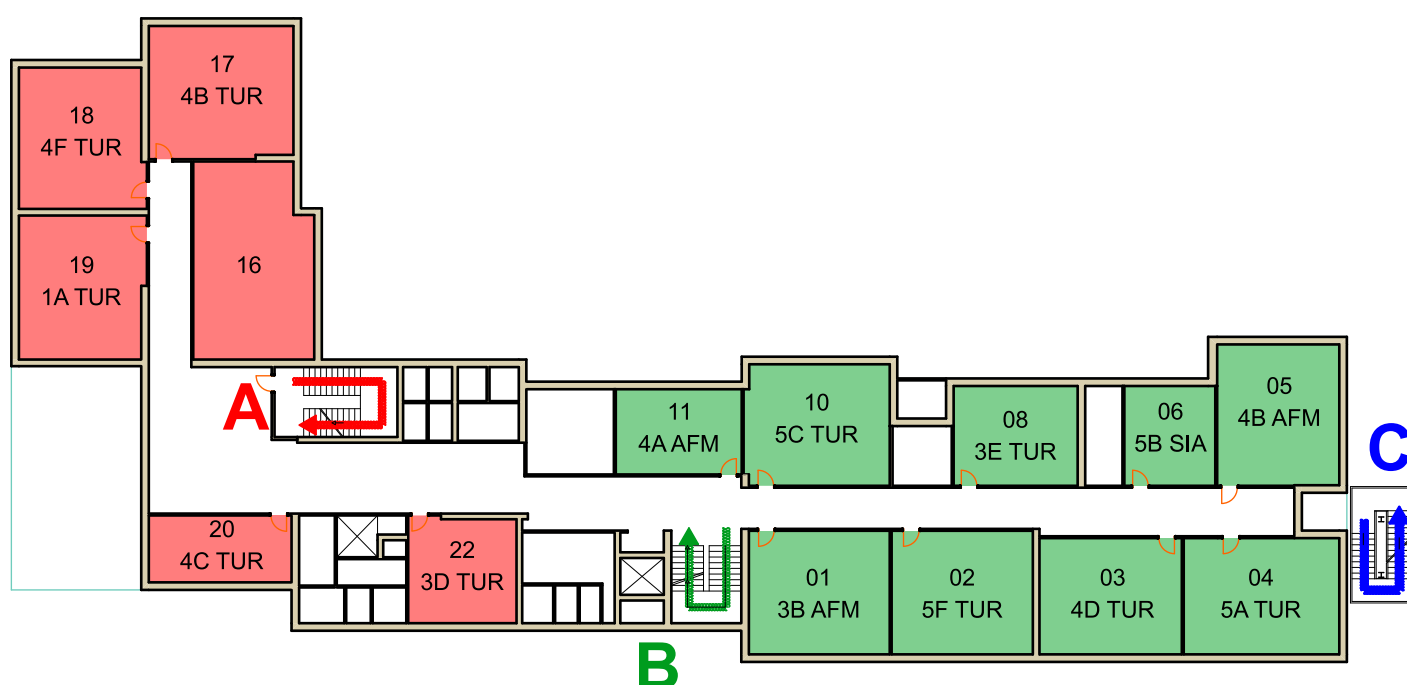 17
4B TUR
18
4F TUR
19
1A TUR
16
A
11
4A AFM
10
5C TUR
08
3E TUR
06
5B SIA
05
4B AFM
C
20
4C TUR
22
3D TUR
B
01
3B AFM
02
5F TUR
03
4D TUR
04
5A TUR